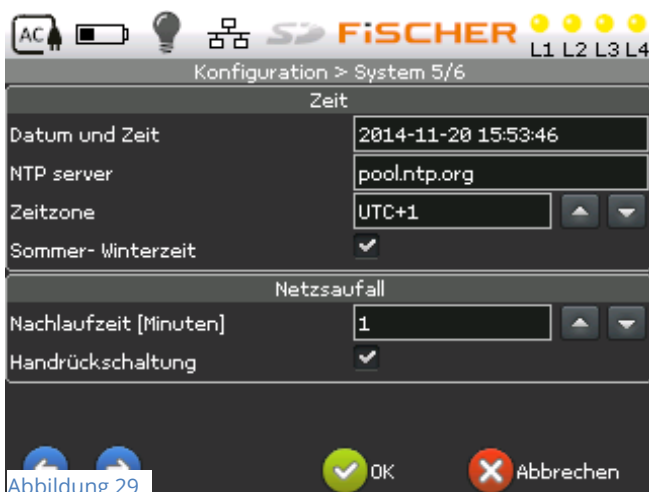 AC FiSCHER
L1 L2 L3 L4
Konfiguration > System 5/6
Zeit
Datum und Zeit 2014-11-20 15:53:46
NTP server pool.ntp.org
Zeitzone UTC+1
Sommer- Winterzeit
Netzsaufall
Nachlaufzeit [Minuten] 1
Handrückschaltung
OK Abbrechen
Abbildung 29